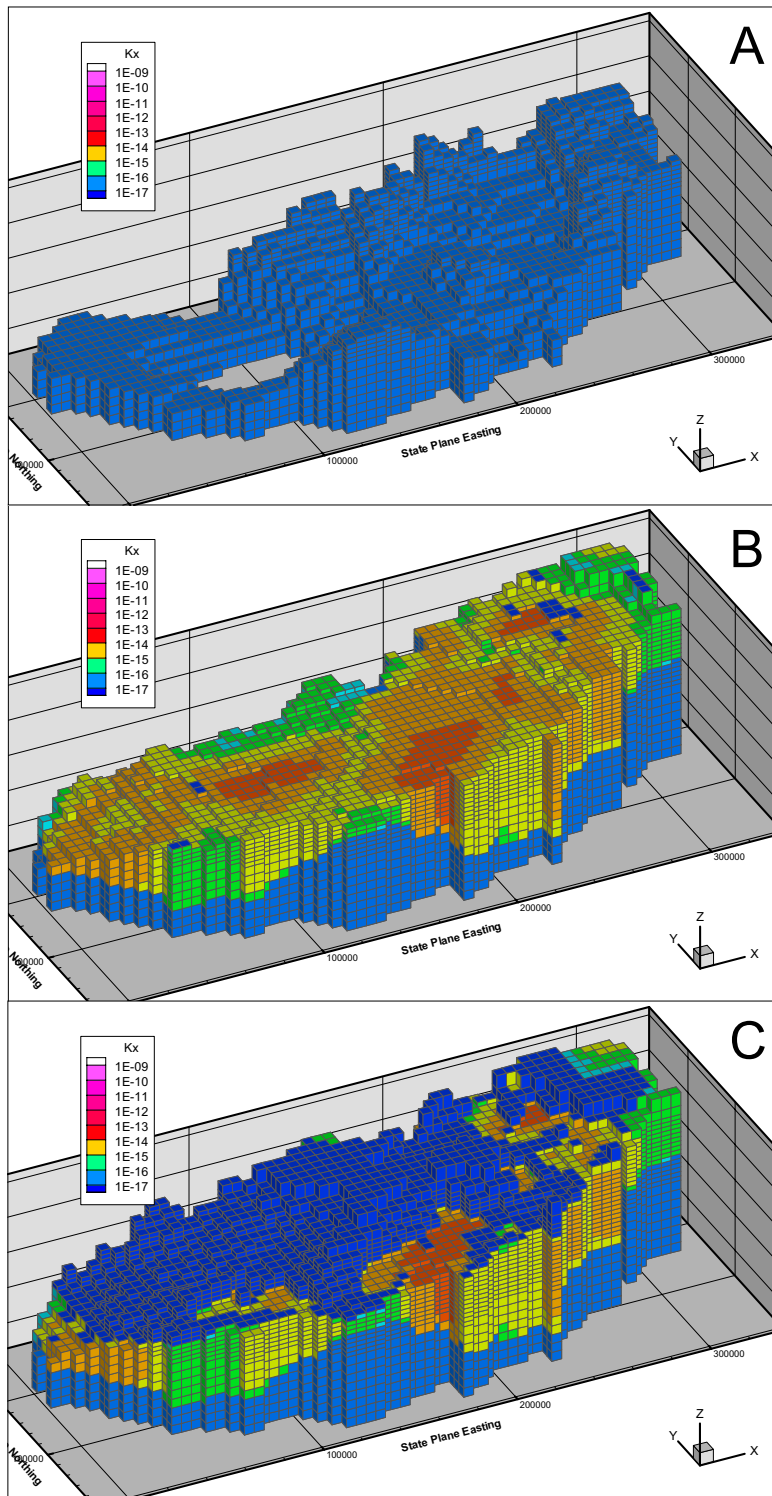 A
Kx
1E-09
1E-10
1E-11
1E-12
1E-13
1E-14
1E-15
1E-16
1E-17
300000
200000
State Plane Easting
100000
Northing
Z
Y
X
B
Kx
1E-09
1E-10
1E-11
1E-12
1E-13
1E-14
1E-15
1E-16
1E-17
300000
200000
State Plane Easting
100000
Northing
Z
Y
X
C
Kx
1E-09
1E-10
1E-11
1E-12
1E-13
1E-14
1E-15
1E-16
1E-17
300000
200000
State Plane Easting
100000
Northing
Z
Y
X